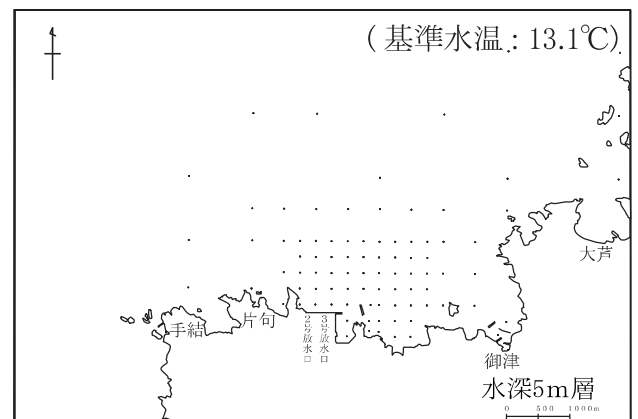 (基準水温:13.1℃)
大芦
手結
片句
2号放水口
3号放水口
御津
水深5m層
0 500 1000m